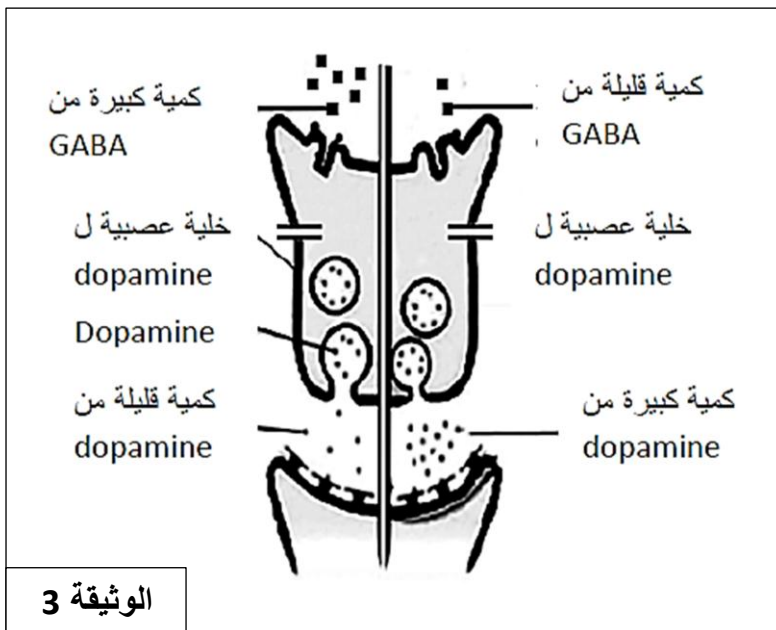 كمية كبيرة من
GABA
خلية عصبية ل
dopamine
Dopamine
كمية قليلة من
dopamine
كمية قليلة من
GABA
خلية عصبية ل
dopamine
كمية كبيرة من
dopamine
الوثيقة 3